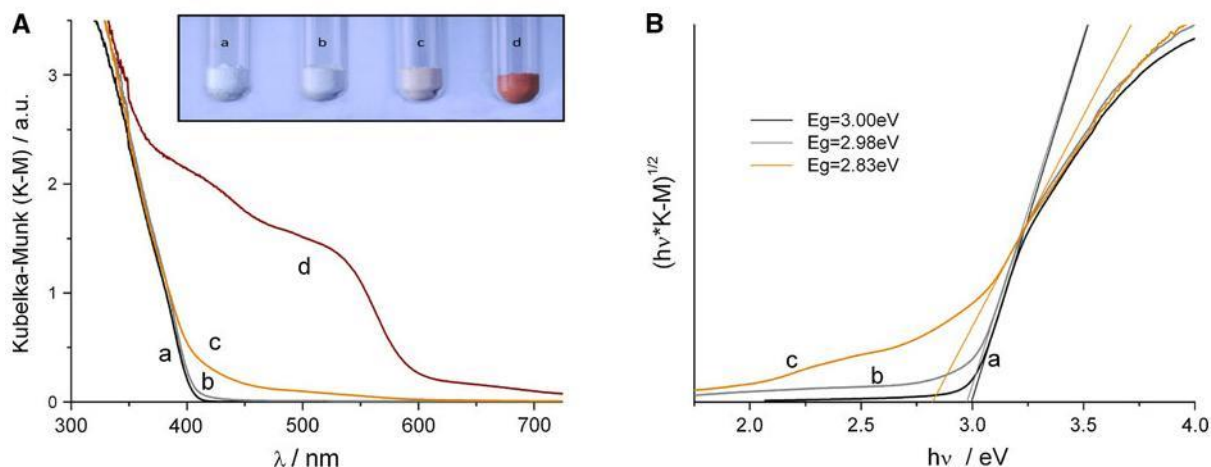 A
Kubelka-Munk (K-M) / a.u.
3
2
1
0
300
400
500
600
700
λ / nm
a
b
c
d
a
b
c
d
B
(hν*K-M)1/2
Eg=3.00eV
Eg=2.98eV
Eg=2.83eV
c
b
a
2.0
2.5
3.0
3.5
4.0
hν / eV